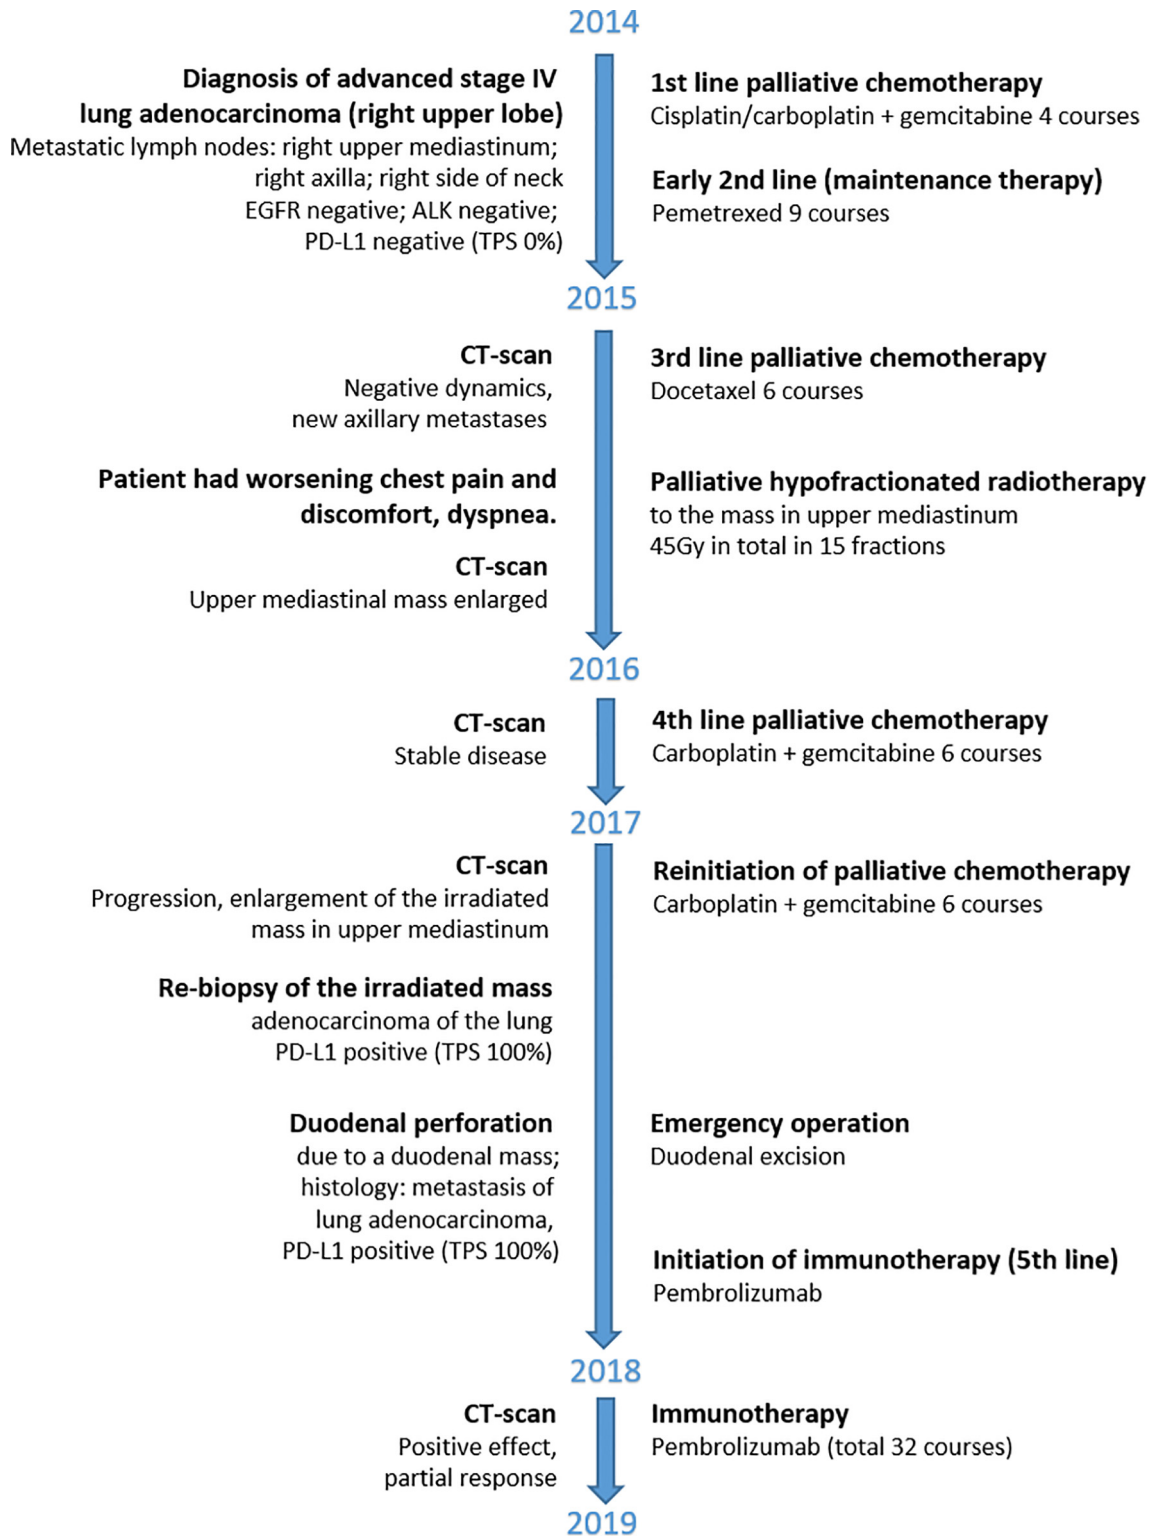 2014
Diagnosis of advanced stage IV
lung adenocarcinoma (right upper lobe)
Metastatic lymph nodes: right upper mediastinum;
right axilla; right side of neck
EGFR negative; ALK negative;
PD-L1 negative (TPS 0%)
1st line palliative chemotherapy
Cisplatin/carboplatin + gemcitabine 4 courses
Early 2nd line (maintenance therapy)
Pemetrexed 9 courses
2015
CT-scan
Negative dynamics,
new axillary metastases
3rd line palliative chemotherapy
Docetaxel 6 courses
Patient had worsening chest pain and
discomfort, dyspnea.
CT-scan
Upper mediastinal mass enlarged
Palliative hypofractionated radiotherapy
to the mass in upper mediastinum
45Gy in total in 15 fractions
2016
CT-scan
Stable disease
4th line palliative chemotherapy
Carboplatin + gemcitabine 6 courses
2017
CT-scan
Progression, enlargement of the irradiated
mass in upper mediastinum
Reinitiation of palliative chemotherapy
Carboplatin + gemcitabine 6 courses
Re-biopsy of the irradiated mass
adenocarcinoma of the lung
PD-L1 positive (TPS 100%)
Duodenal perforation
due to a duodenal mass;
histology: metastasis of
lung adenocarcinoma,
PD-L1 positive (TPS 100%)
Emergency operation
Duodenal excision
Initiation of immunotherapy (5th line)
Pembrolizumab
2018
CT-scan
Positive effect,
partial response
Immunotherapy
Pembrolizumab (total 32 courses)
2019